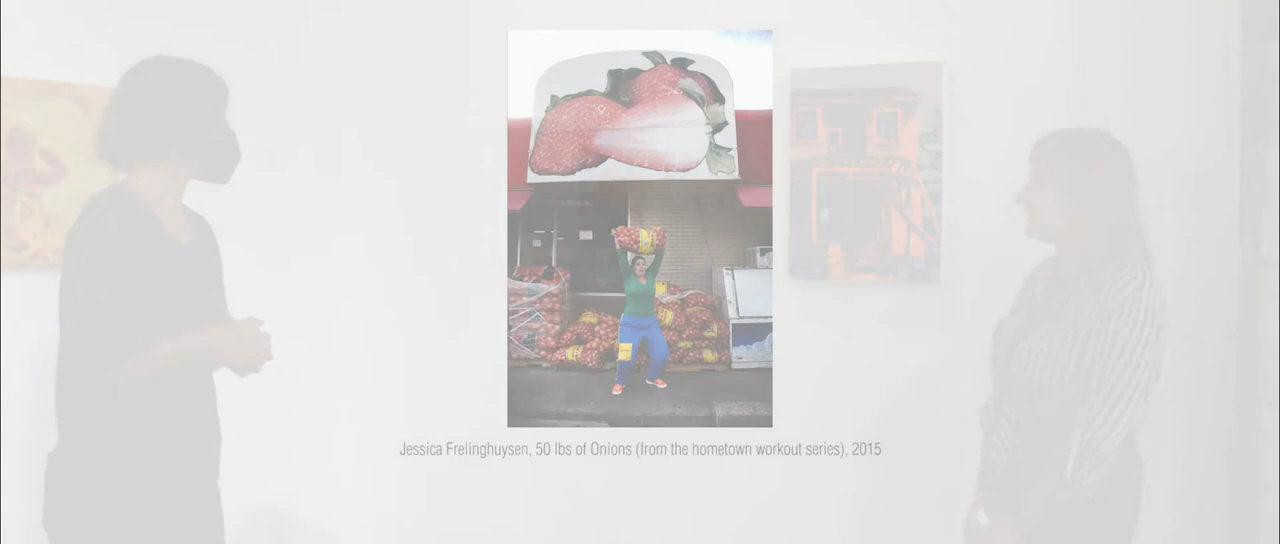 Jessica Frelinghuysen, 50 lbs of Onions (from the hometown workout series), 2015